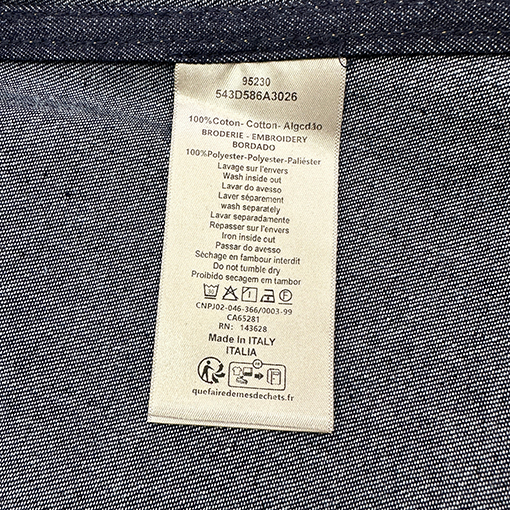 95230
543D586A3026
100%Coton- Cotton- Algodão
BRODERIE - EMBROIDERY
BORDADO
100%Polyester-Polyester-Paliéster
Lavage sur l'envers
Wash inside out
Lavar do avesso
Laver séparement
wash separately
Lavar separadamente
Repasser sur l'envers
Iron inside out
Passar do avesso
Séchage en tambour interdit
Do not tumble dry
Proibido secagem em tambor
CNPJ02-046-366/0003-99
CA65281
RN: 143628
Made in ITALY
ITALIA
quefairedemesdechets.fr